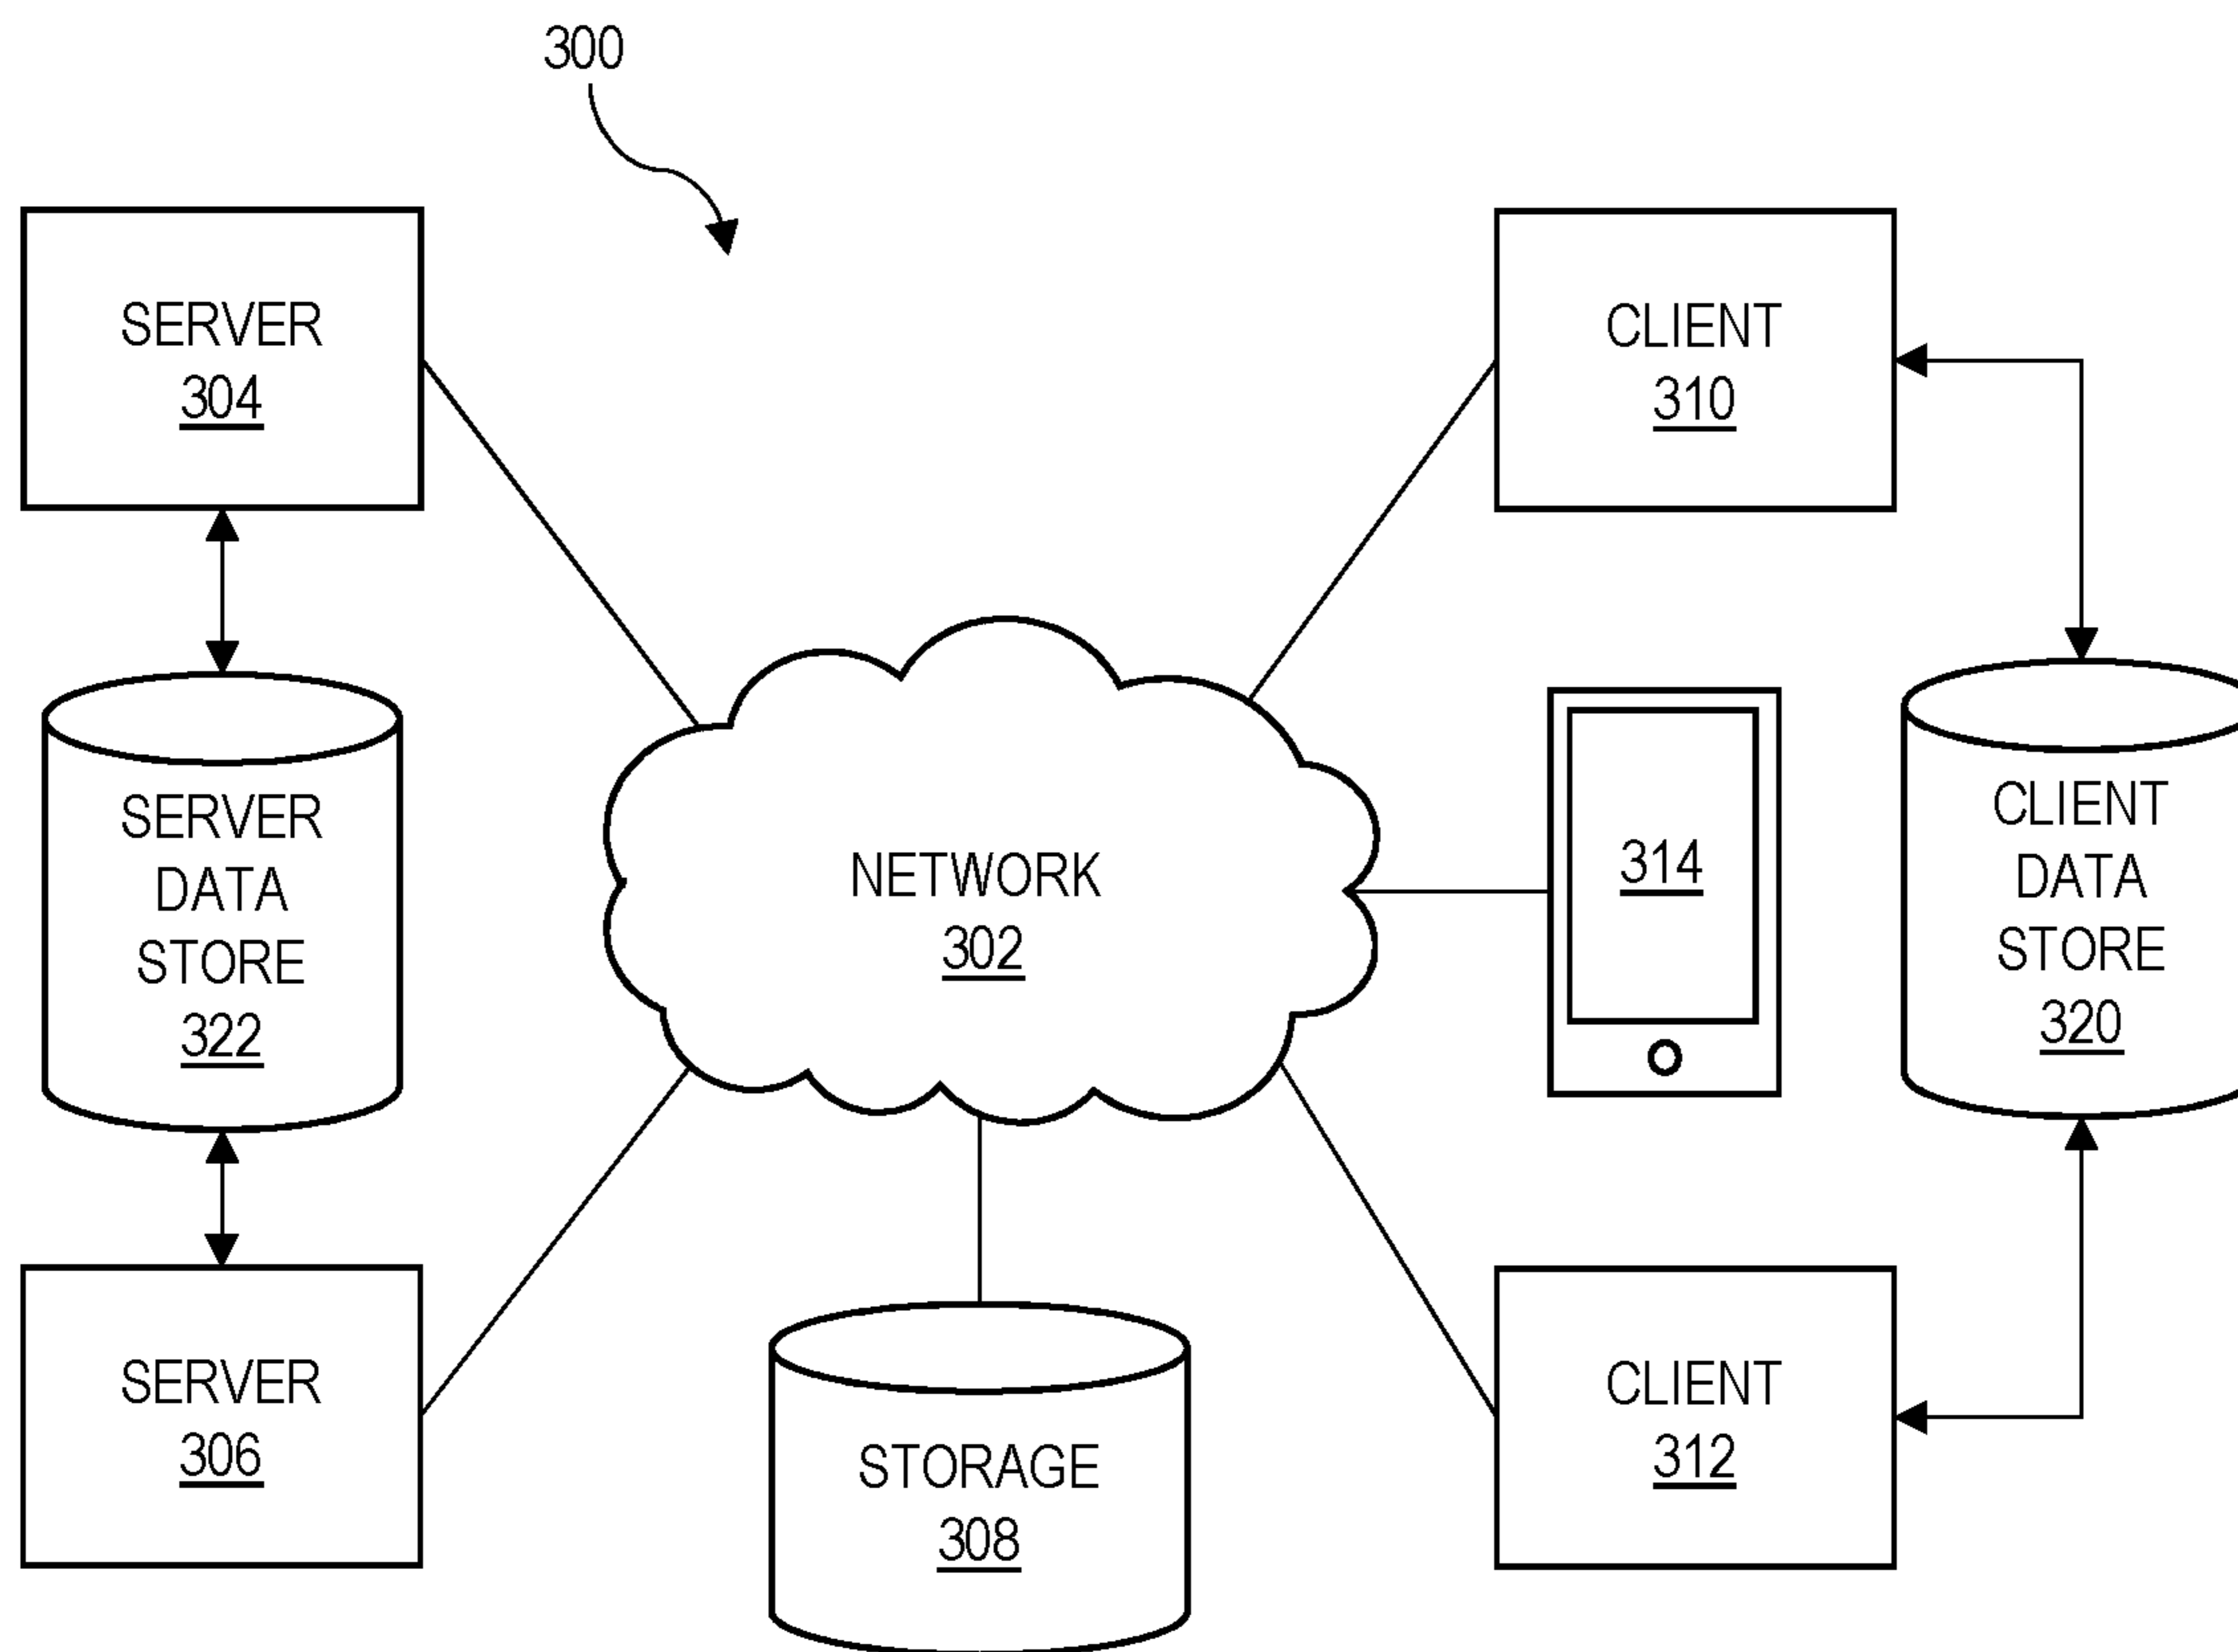 300
SERVER
304
CLIENT
310
SERVER
DATA
STORE
322
NETWORK
302
314
CLIENT
DATA
STORE
320
SERVER
306
STORAGE
308
CLIENT
312